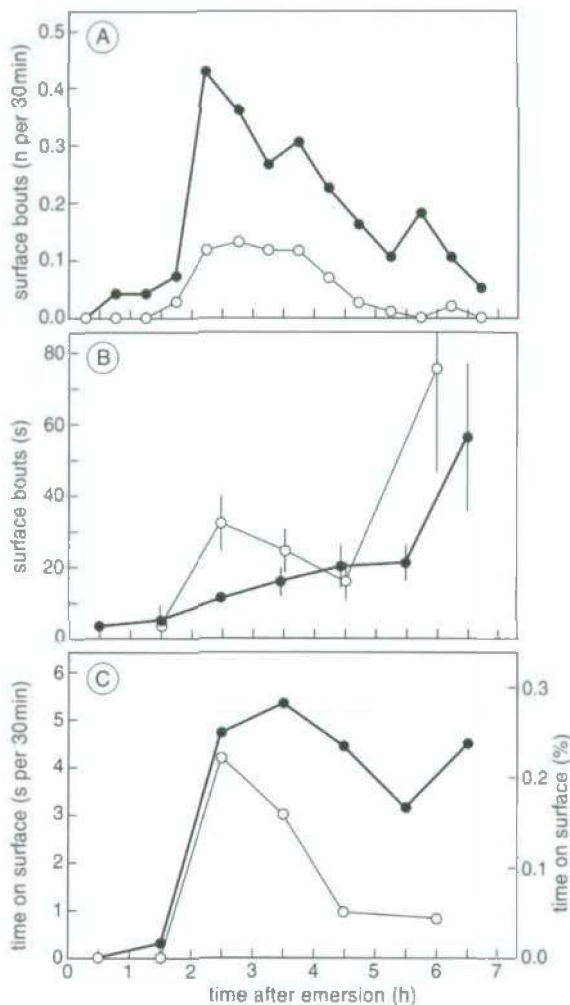 A
surface bouts (n per 30min)
0.5
0.4
0.3
0.2
0.1
0.0
B
surface bouts (s)
80
60
40
20
0
C
time on surface (s per 30min)
6
5
4
3
2
1
0
time on surface (%)
0.3
0.2
0.1
0.0
0 1 2 3 4 5 6 7
time after emersion (h)